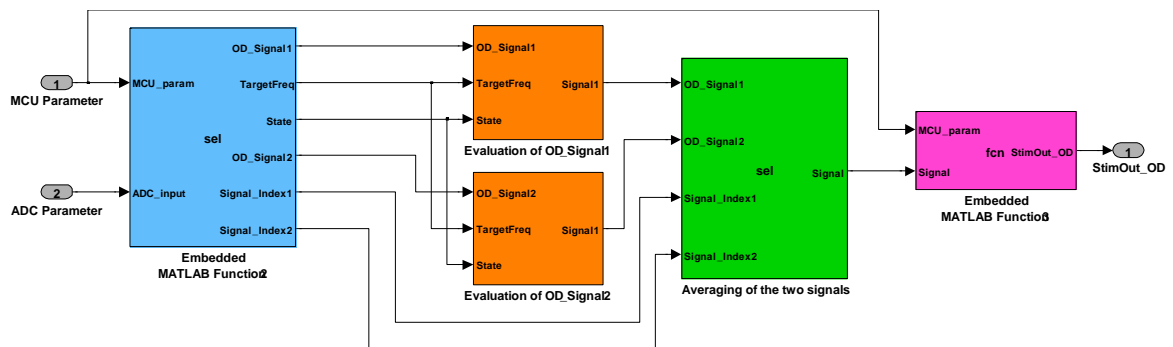 1
MCU Parameter
2
ADC Parameter
MCU_param
ADC_input
sel
OD_Signal1
TargetFreq
State
OD_Signal2
Signal_Index1
Signal_Index2
Embedded
MATLAB Function2
OD_Signal1
TargetFreq
State
Signal1
Evaluation of OD_Signal1
OD_Signal2
TargetFreq
State
Signal1
Evaluation of OD_Signal2
OD_Signal1
OD_Signal2
Signal_Index1
Signal_Index2
sel
Signal
Averaging of the two signals
MCU_param
Signal
fcn
StimOut_OD
Embedded
MATLAB Function3
1
StimOut_OD